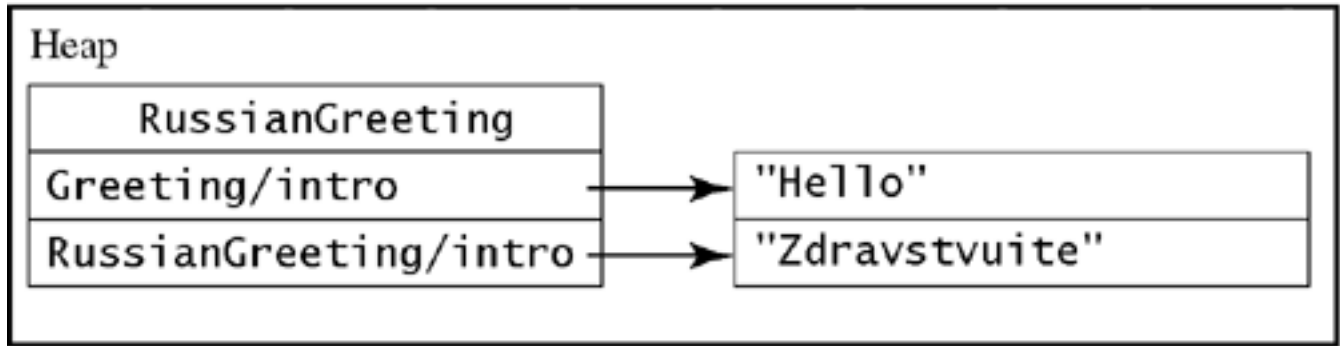 Heap
RussianGreeting
Greeting/intro
"Hello"
RussianGreeting/intro
"Zdravstvuite"